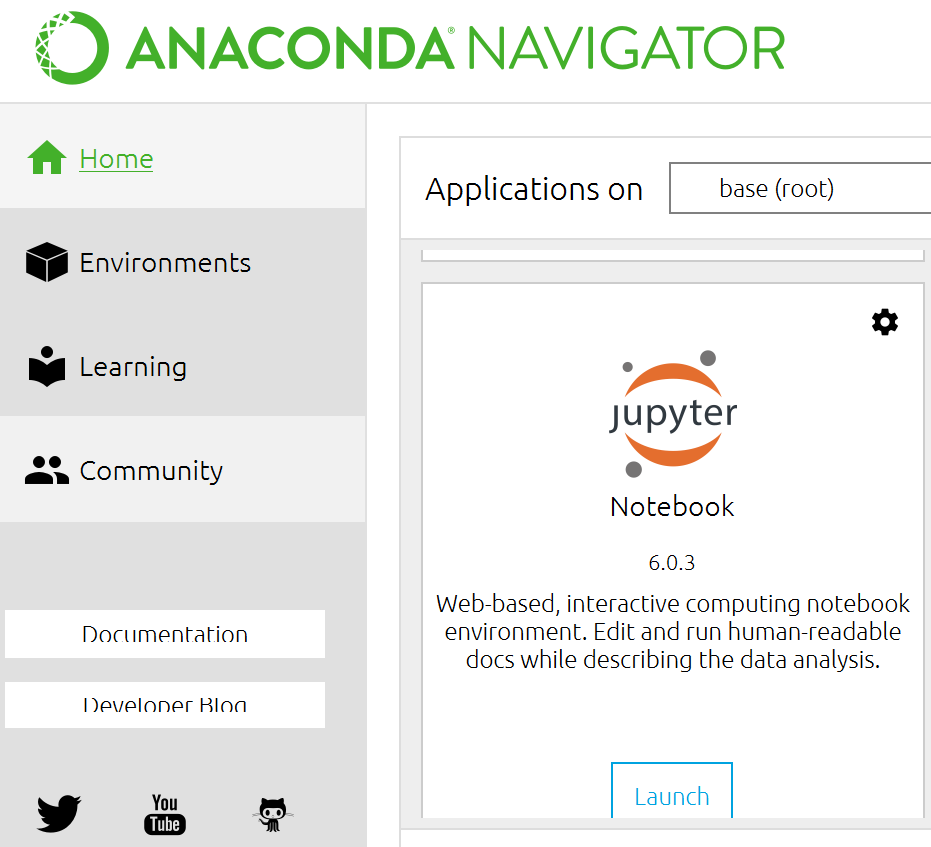 ANACONDA® NAVIGATOR
Home
Environments
Learning
Community
Documentation
Developer Blog
You
Tube
Applications on
base (root)
jupyter
Notebook
6.0.3
Web-based, interactive computing notebook
environment. Edit and run human-readable
docs while describing the data analysis.
Launch